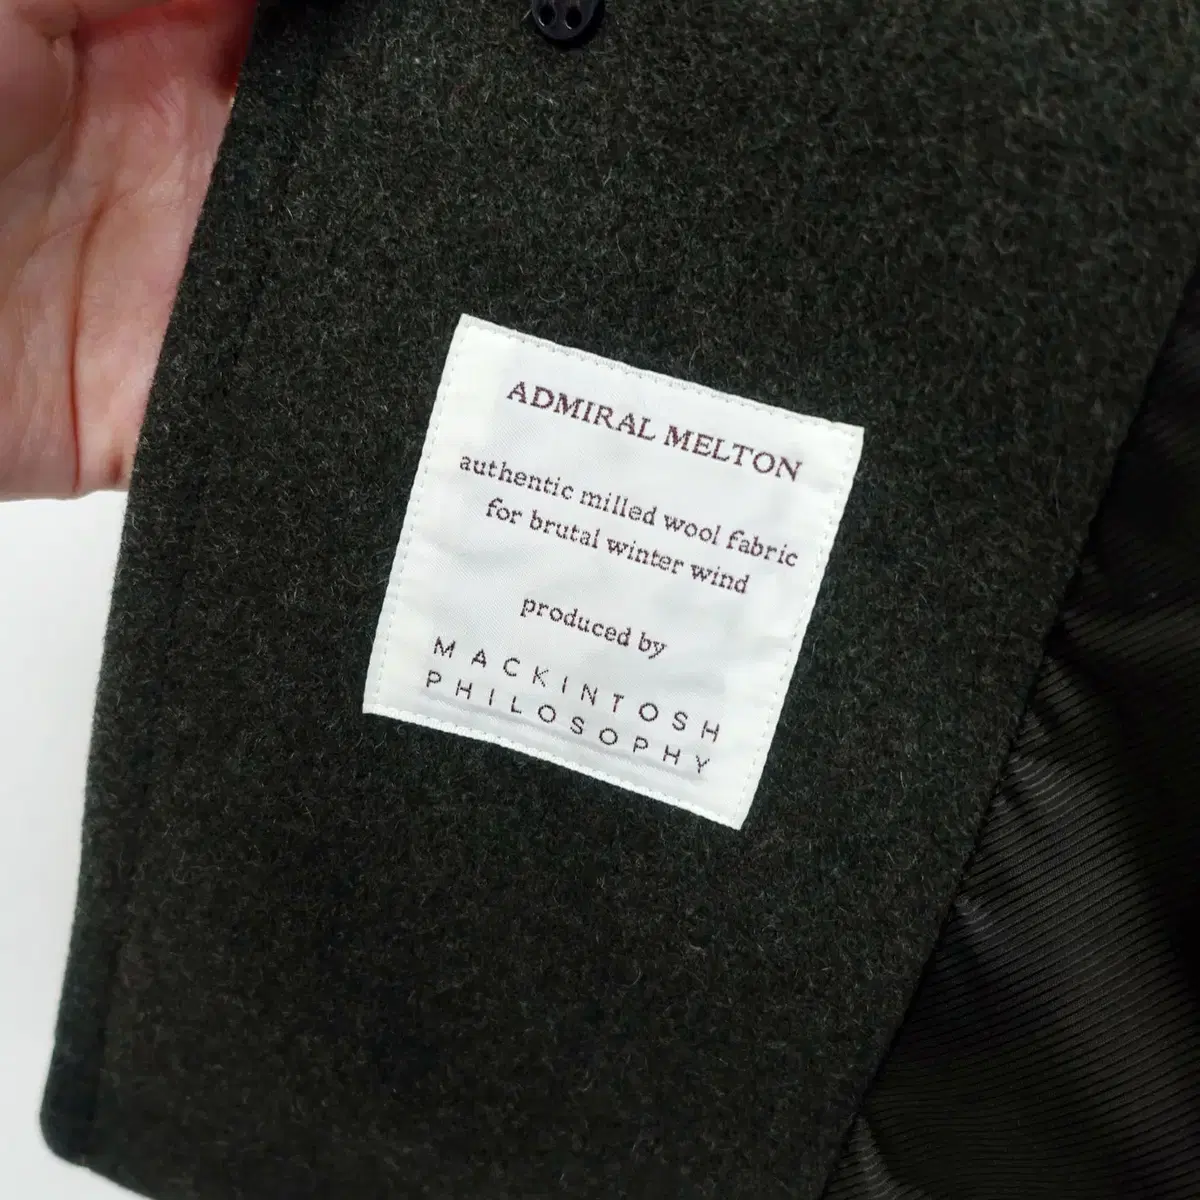 ADMIRAL MELTON
authentic milled wool fabric
for brutal winter wind
produced by
MACKINTOSH
PHILOSOPHY